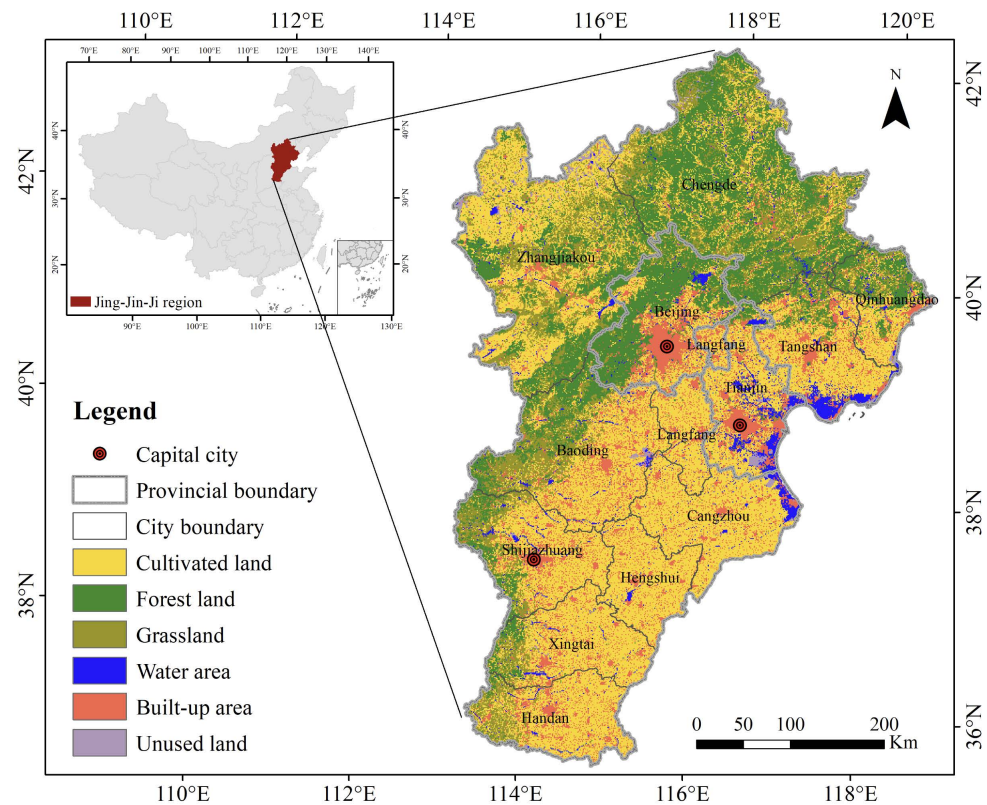 110°E 112°E 114°E 116°E 118°E 120°E
70°E 80°E 90°E 100°E 110°E 120°E 130°E 140°E
40°N
30°N
20°N
40°N
30°N
20°N
Jing-Jin-Ji region
90°E 100°E 110°E 120°E 130°E
N
42°N
40°N
38°N
42°N
40°N
38°N
36°N
Chengde
Zhangjiakou
Qinhuangdao
Beijing
Langfang
Tangshan
Tianjin
Langfang
Baoding
Cangzhou
Shijiazhuang
Hengshui
Xingtai
Handan
Legend
Capital city
Provincial boundary
City boundary
Cultivated land
Forest land
Grassland
Water area
Built-up area
Unused land
0 50 100 200
Km
110°E 112°E 114°E 116°E 118°E